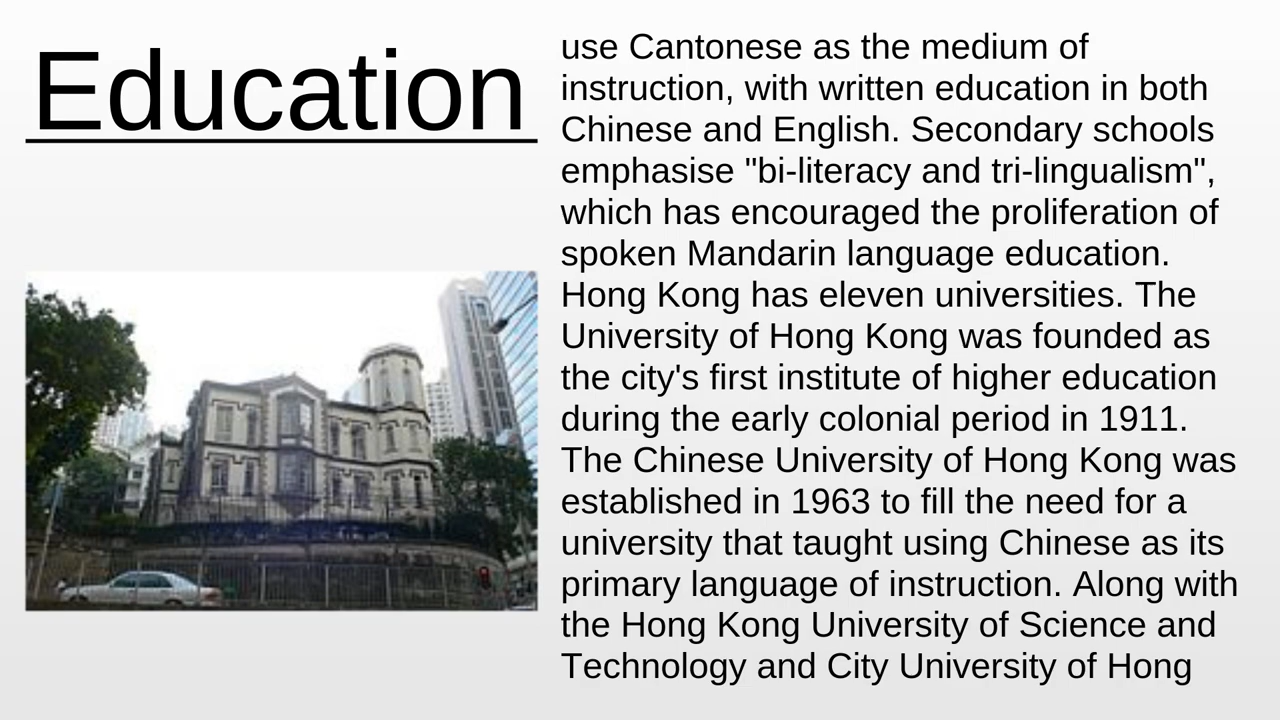 Education
use Cantonese as the medium of
instruction, with written education in both
Chinese and English. Secondary schools
emphasise "bi-literacy and tri-lingualism",
which has encouraged the proliferation of
spoken Mandarin language education.
Hong Kong has eleven universities. The
University of Hong Kong was founded as
the city's first institute of higher education
during the early colonial period in 1911.
The Chinese University of Hong Kong was
established in 1963 to fill the need for a
university that taught using Chinese as its
primary language of instruction. Along with
the Hong Kong University of Science and
Technology and City University of Hong